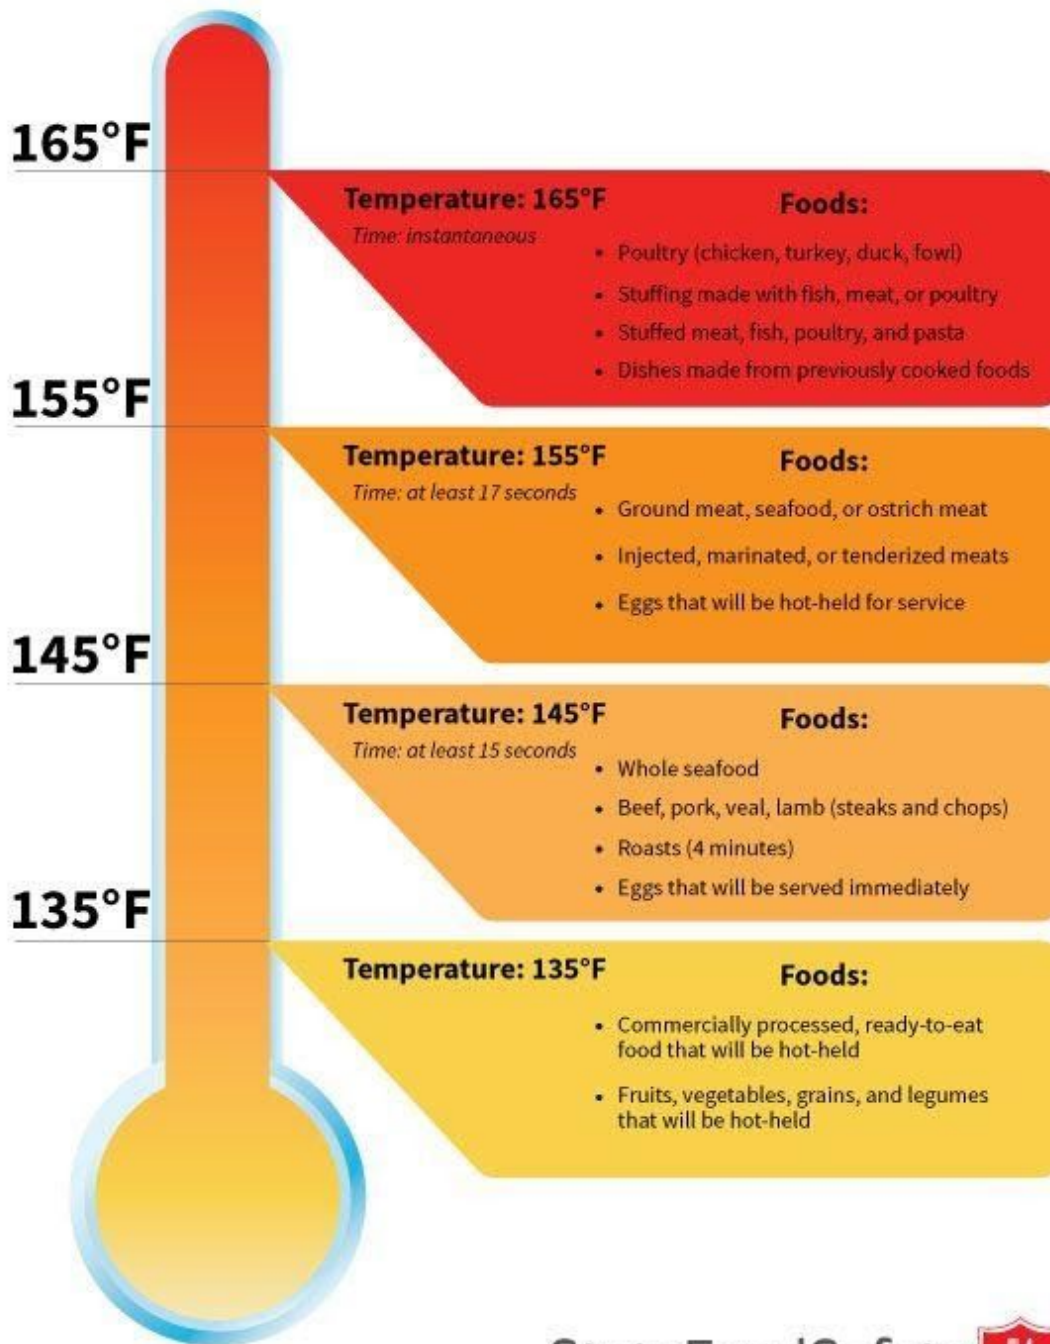 165°F
Temperature: 165°F
Time: instantaneous
Foods:
• Poultry (chicken, turkey, duck, fowl)
• Stuffing made with fish, meat, or poultry
• Stuffed meat, fish, poultry, and pasta
• Dishes made from previously cooked foods
155°F
Temperature: 155°F
Time: at least 17 seconds
Foods:
• Ground meat, seafood, or ostrich meat
• Injected, marinated, or tenderized meats
• Eggs that will be hot-held for service
145°F
Temperature: 145°F
Time: at least 15 seconds
Foods:
• Whole seafood
• Beef, pork, veal, lamb (steaks and chops)
• Roasts (4 minutes)
• Eggs that will be served immediately
135°F
Temperature: 135°F
Foods:
• Commercially processed, ready-to-eat
food that will be hot-held
• Fruits, vegetables, grains, and legumes
that will be hot-held